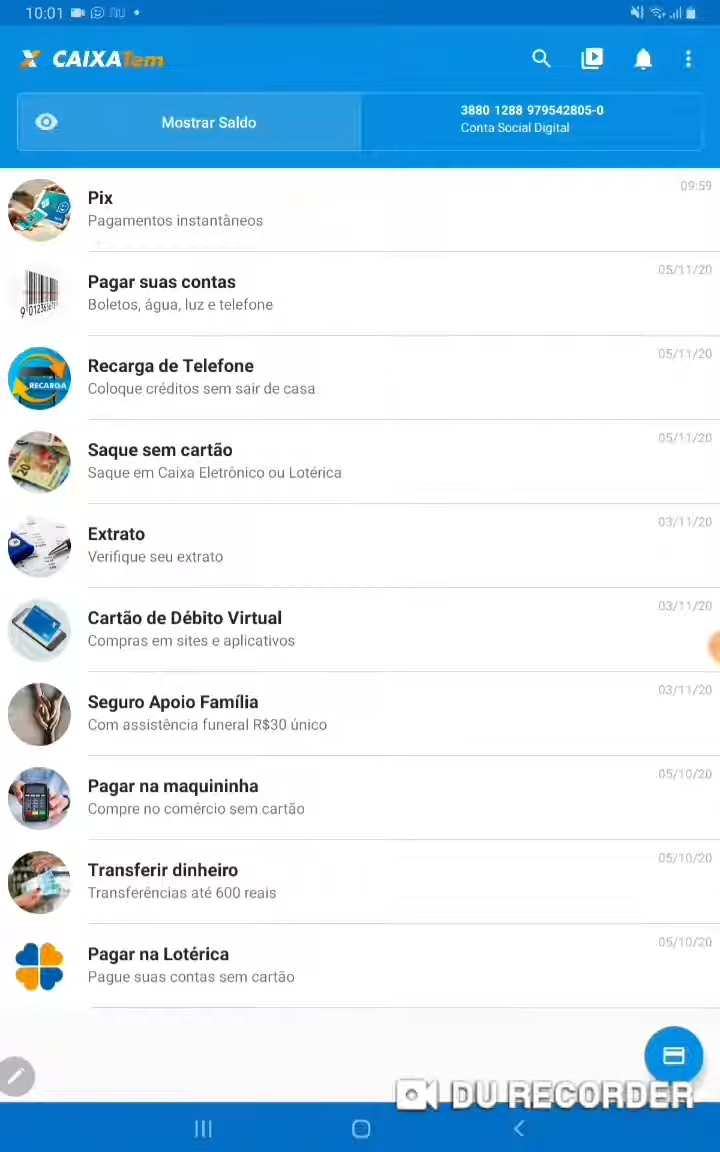 10:01
CAIXATem
Mostrar Saldo
3880 1288 979542805-0
Conta Social Digital
Pix
09:59
Pagamentos instantâneos
Pagar suas contas
05/11/20
Boletos, água, luz e telefone
Recarga de Telefone
05/11/20
RECARGA
Coloque créditos sem sair de casa
Saque sem cartão
05/11/20
Saque em Caixa Eletrônico ou Lotérica
Extrato
03/11/20
Verifique seu extrato
Cartão de Débito Virtual
03/11/20
Compras em sites e aplicativos
Seguro Apoio Família
03/11/20
Com assistência funeral R$30 único
Pagar na maquininha
05/10/20
Compre no comércio sem cartão
Transferir dinheiro
05/10/20
Transferências até 600 reais
Pagar na Lotérica
05/10/20
Pague suas contas sem cartão
DU RECORDER